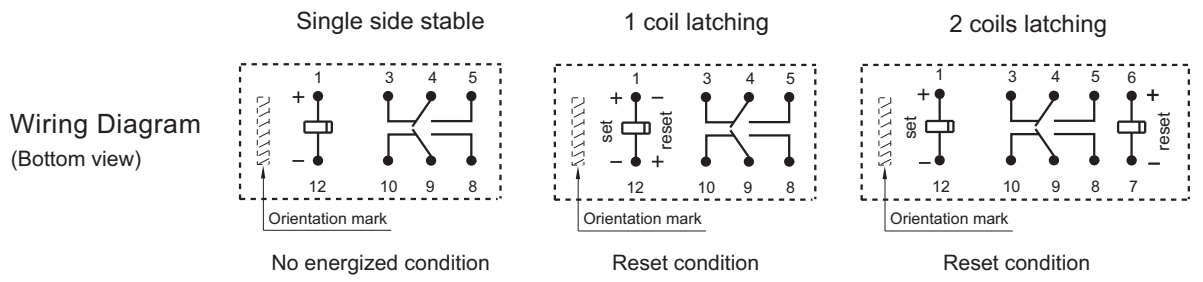 Single side stable 1 coil latching 2 coils latching
Wiring Diagram
(Bottom view)
1 3 4 5
+
−
12 10 9 8
Orientation mark
1 3 4 5
+ −
set reset
− +
12 10 9 8
Orientation mark
1 3 4 5 6
+ +
set reset
− −
12 10 9 8 7
Orientation mark
No energized condition Reset condition Reset condition